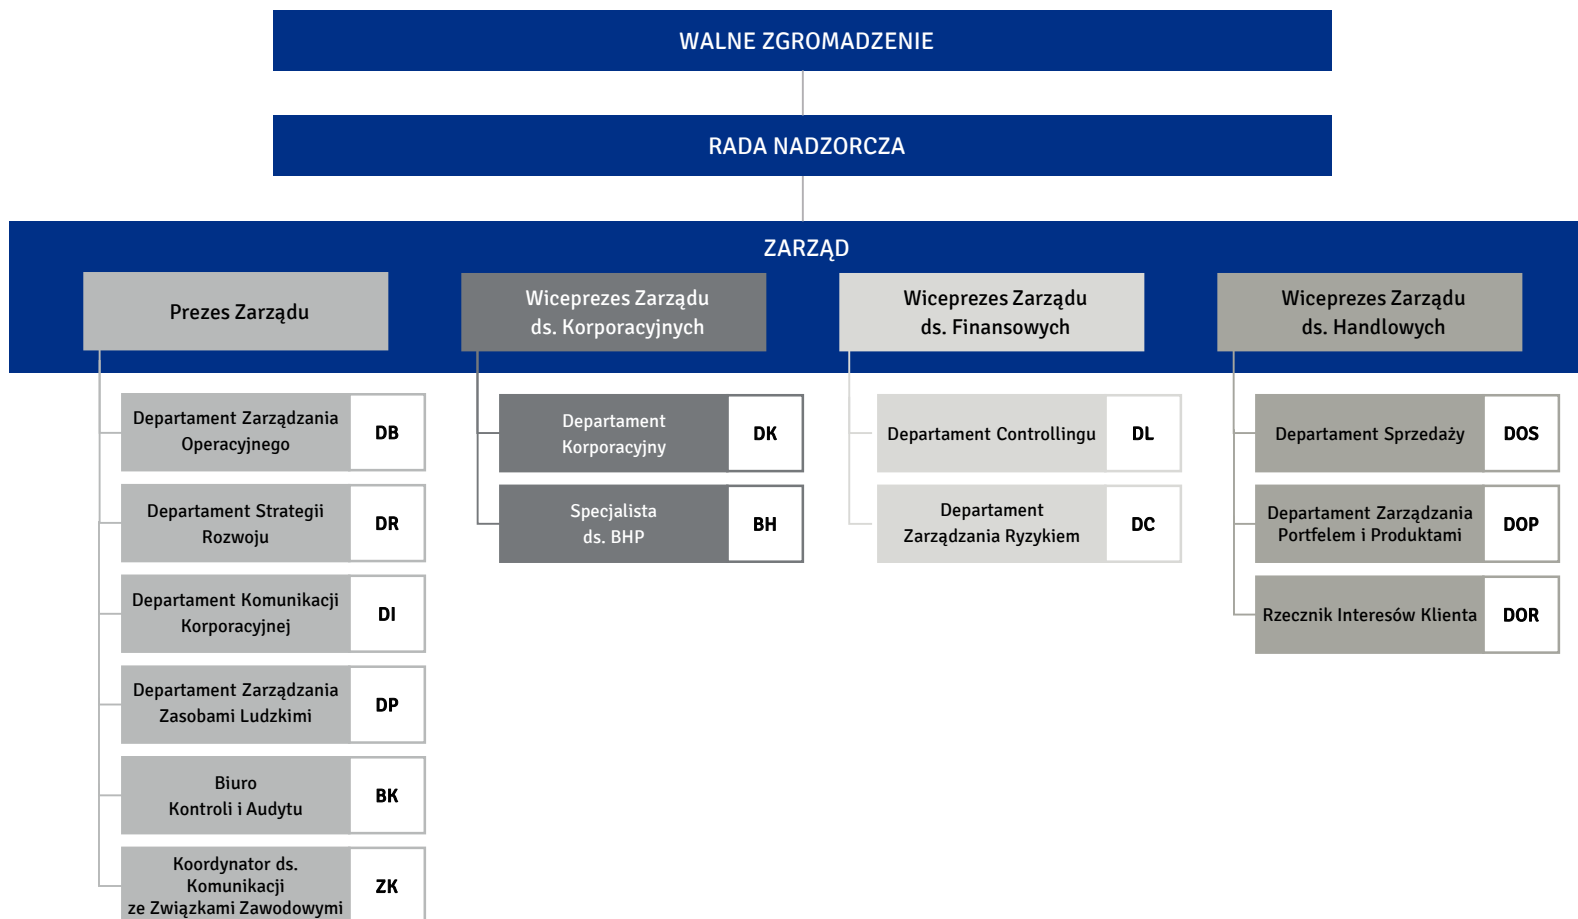 WALNE ZGROMADZENIE
RADA NADZORCZA
ZARZĄD
Prezes Zarządu
Departament Zarządzania
Operacyjnego
DB
Departament Strategii
Rozwoju
DR
Departament Komunikacji
Korporacyjnej
DI
Departament Zarządzania
Zasobami Ludzkimi
DP
Biuro
Kontroli i Audytu
BK
Koordynator ds.
Komunikacji
ze Związkami Zawodowymi
ZK
Wiceprezes Zarządu
ds. Korporacyjnych
Departament
Korporacyjny
DK
Specjalista
ds. BHP
BH
Wiceprezes Zarządu
ds. Finansowych
Departament Controllingu
DL
Departament
Zarządzania Ryzykiem
DC
Wiceprezes Zarządu
ds. Handlowych
Departament Sprzedaży
DOS
Departament Zarządzania
Portfelem i Produktami
DOP
Rzecznik Interesów Klienta
DOR